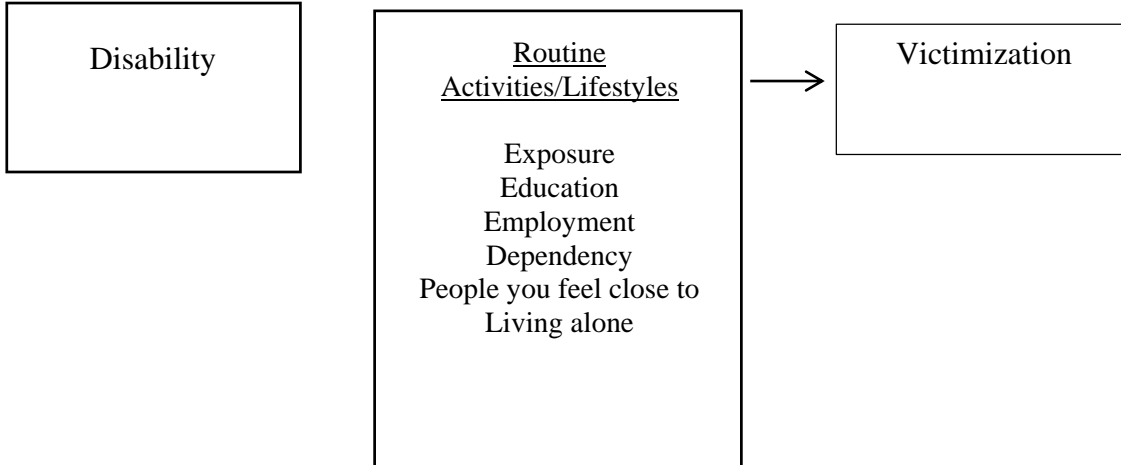 Disability
Routine
Activities/Lifestyles
Exposure
Education
Employment
Dependency
People you feel close to
Living alone
Victimization